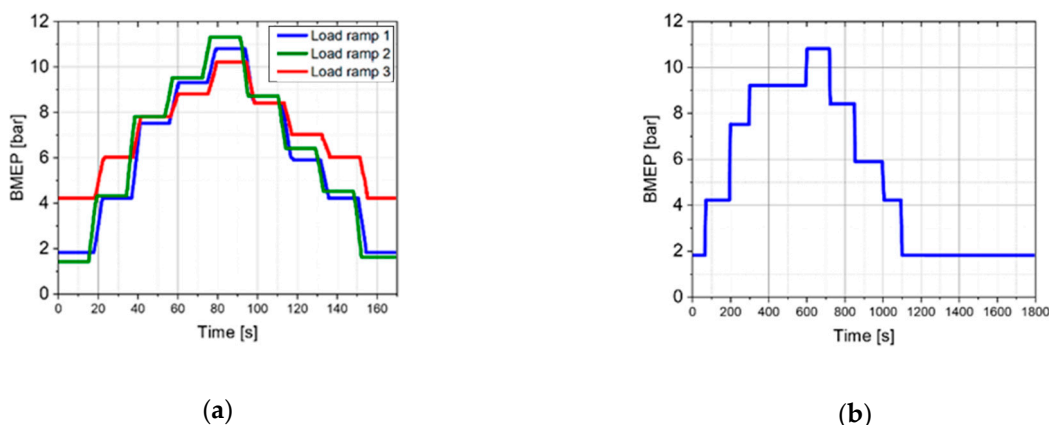 12
10
8
6
4
2
0
BMEP [bar]
Load ramp 1
Load ramp 2
Load ramp 3
0 20 40 60 80 100 120 140 160
Time [s]
(a)
12
10
8
6
4
2
0
BMEP [bar]
0 200 400 600 800 1000 1200 1400 1600 1800
Time [s]
(b)